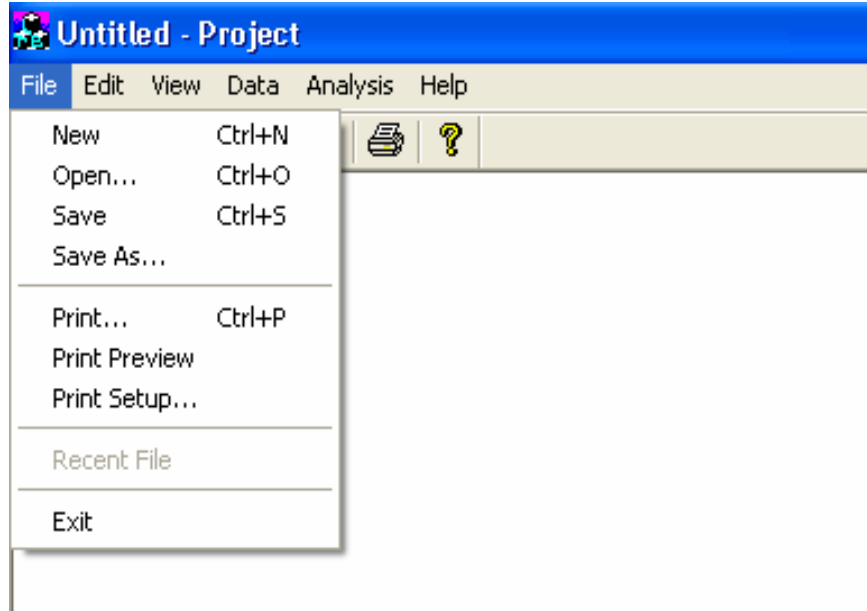 Untitled - Project
File Edit View Data Analysis Help
New Ctrl+N
Open... Ctrl+O
Save Ctrl+S
Save As...
Print... Ctrl+P
Print Preview
Print Setup...
Recent File
Exit